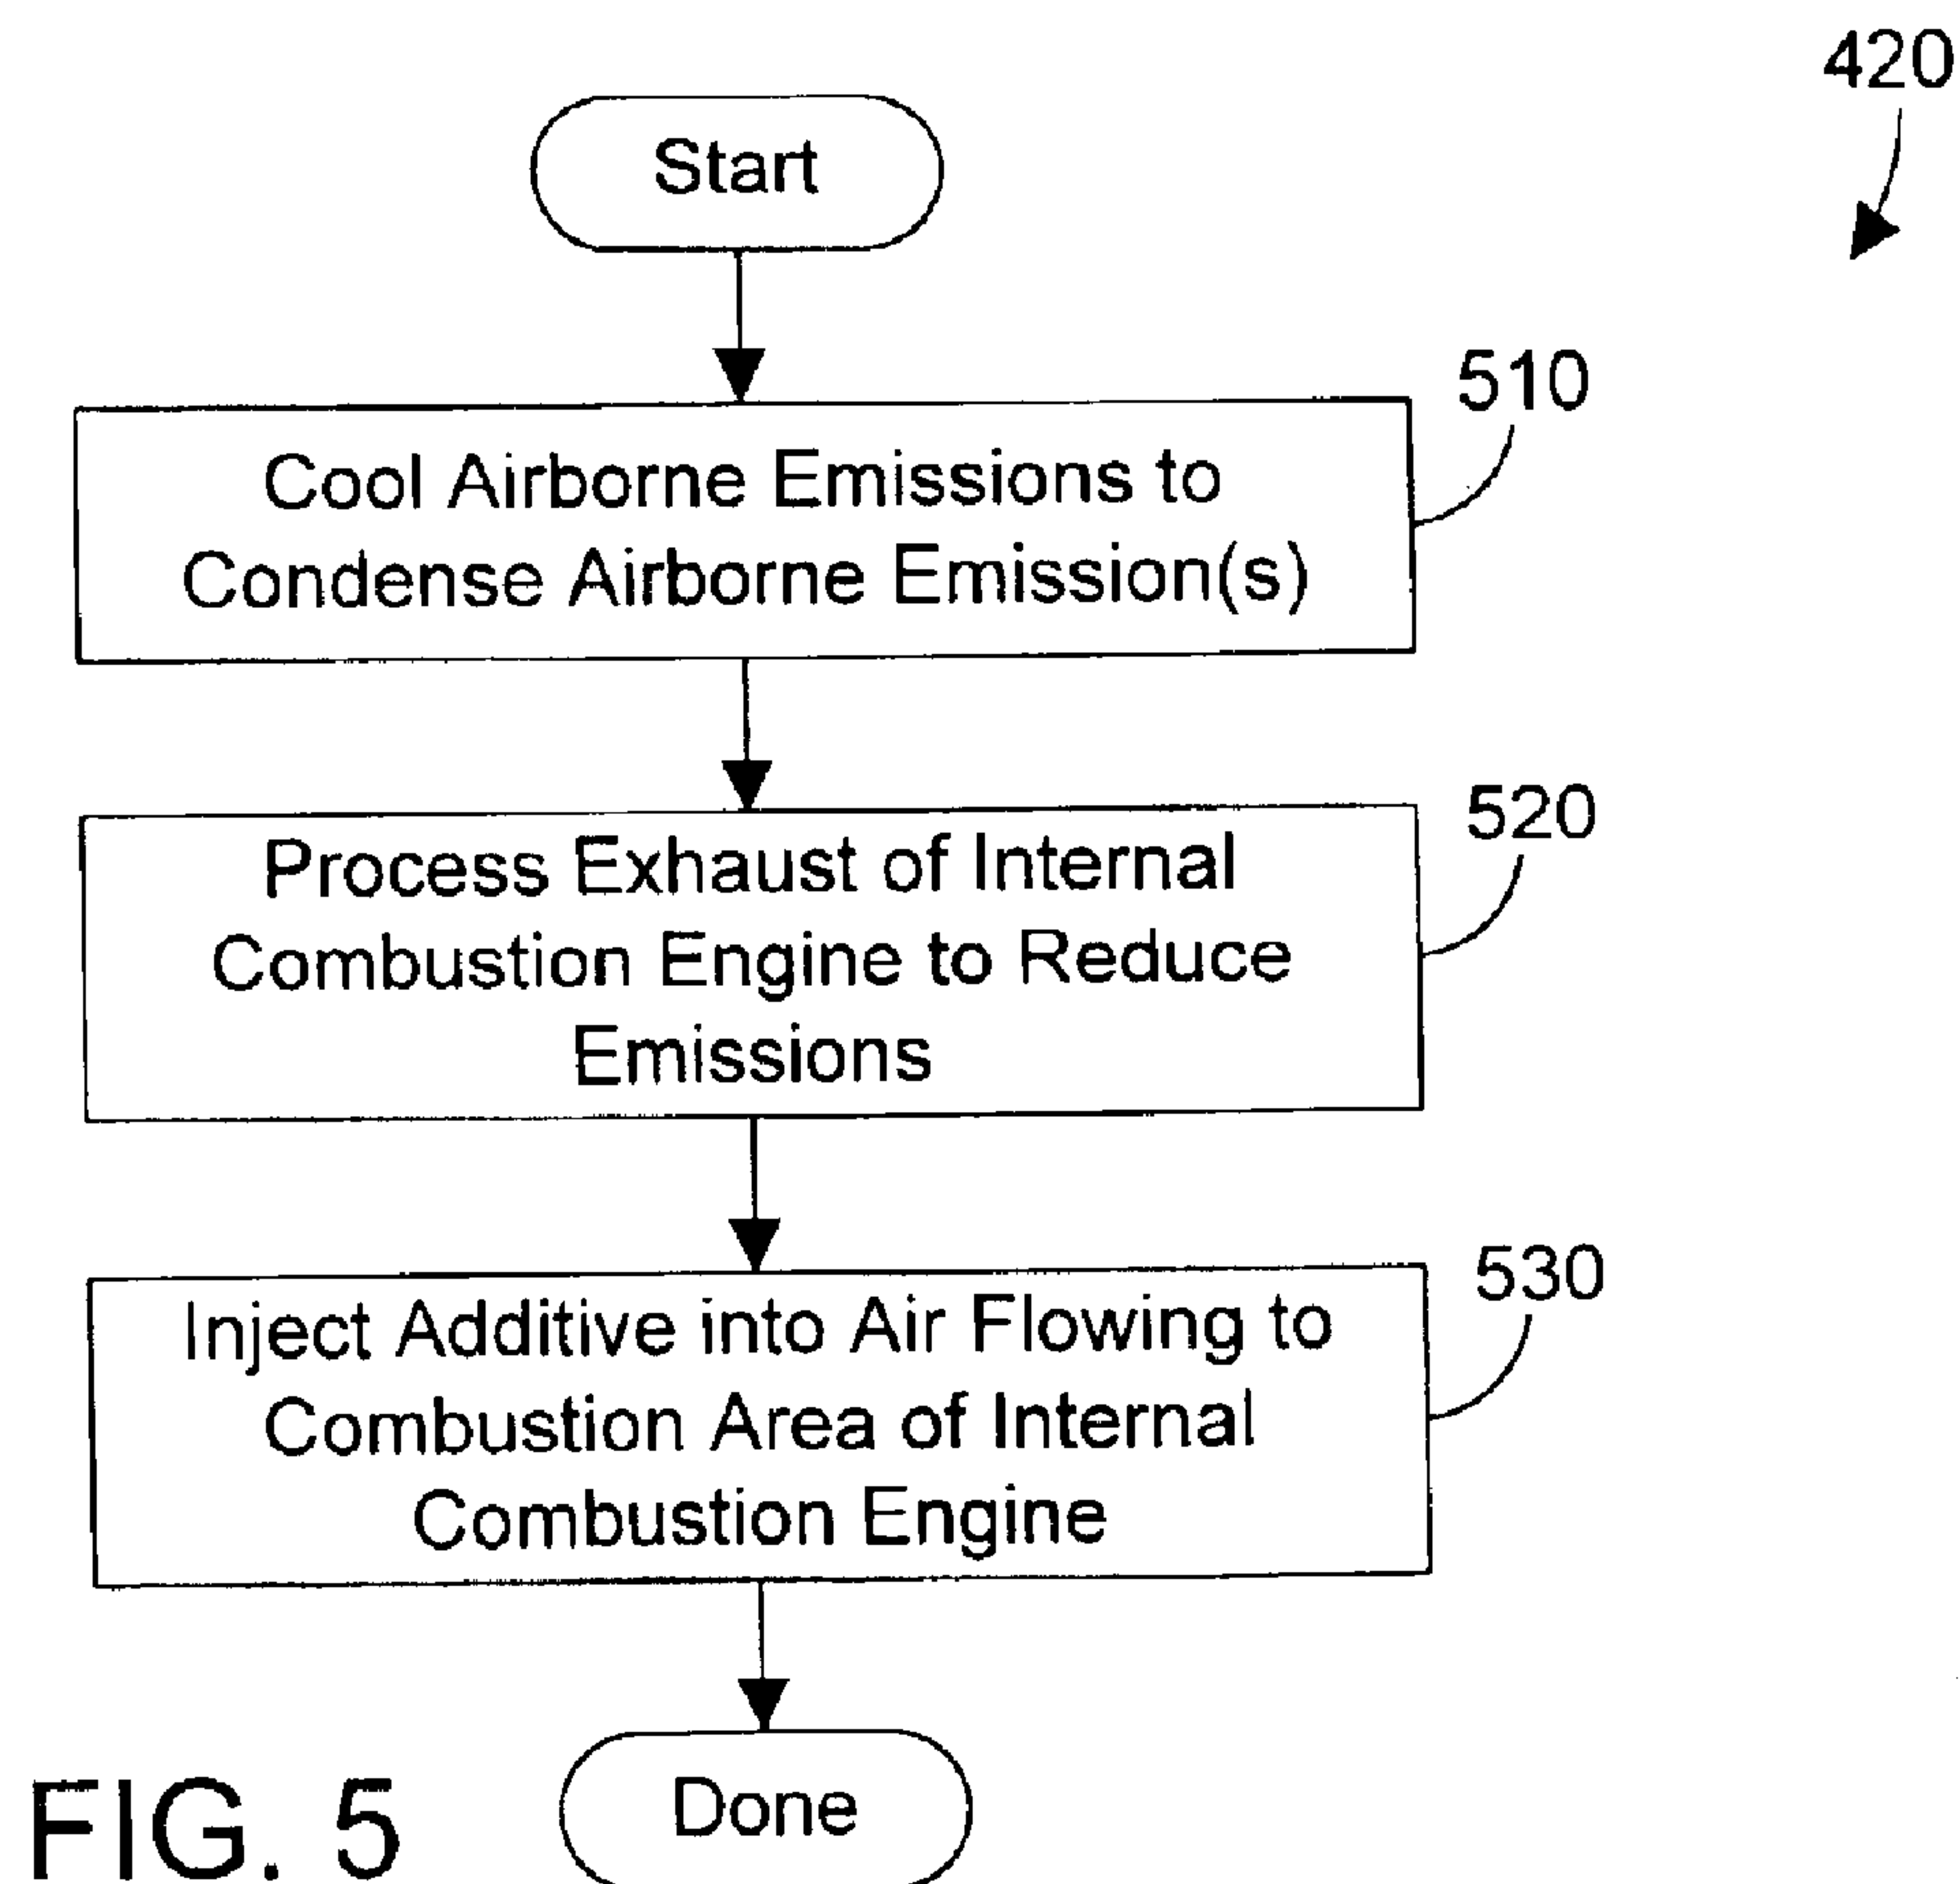 420
Start
510
Cool Airborne Emissions to
Condense Airborne Emission(s)
520
Process Exhaust of Internal
Combustion Engine to Reduce
Emissions
530
Inject Additive into Air Flowing to
Combustion Area of Internal
Combustion Engine
Done
FIG. 5